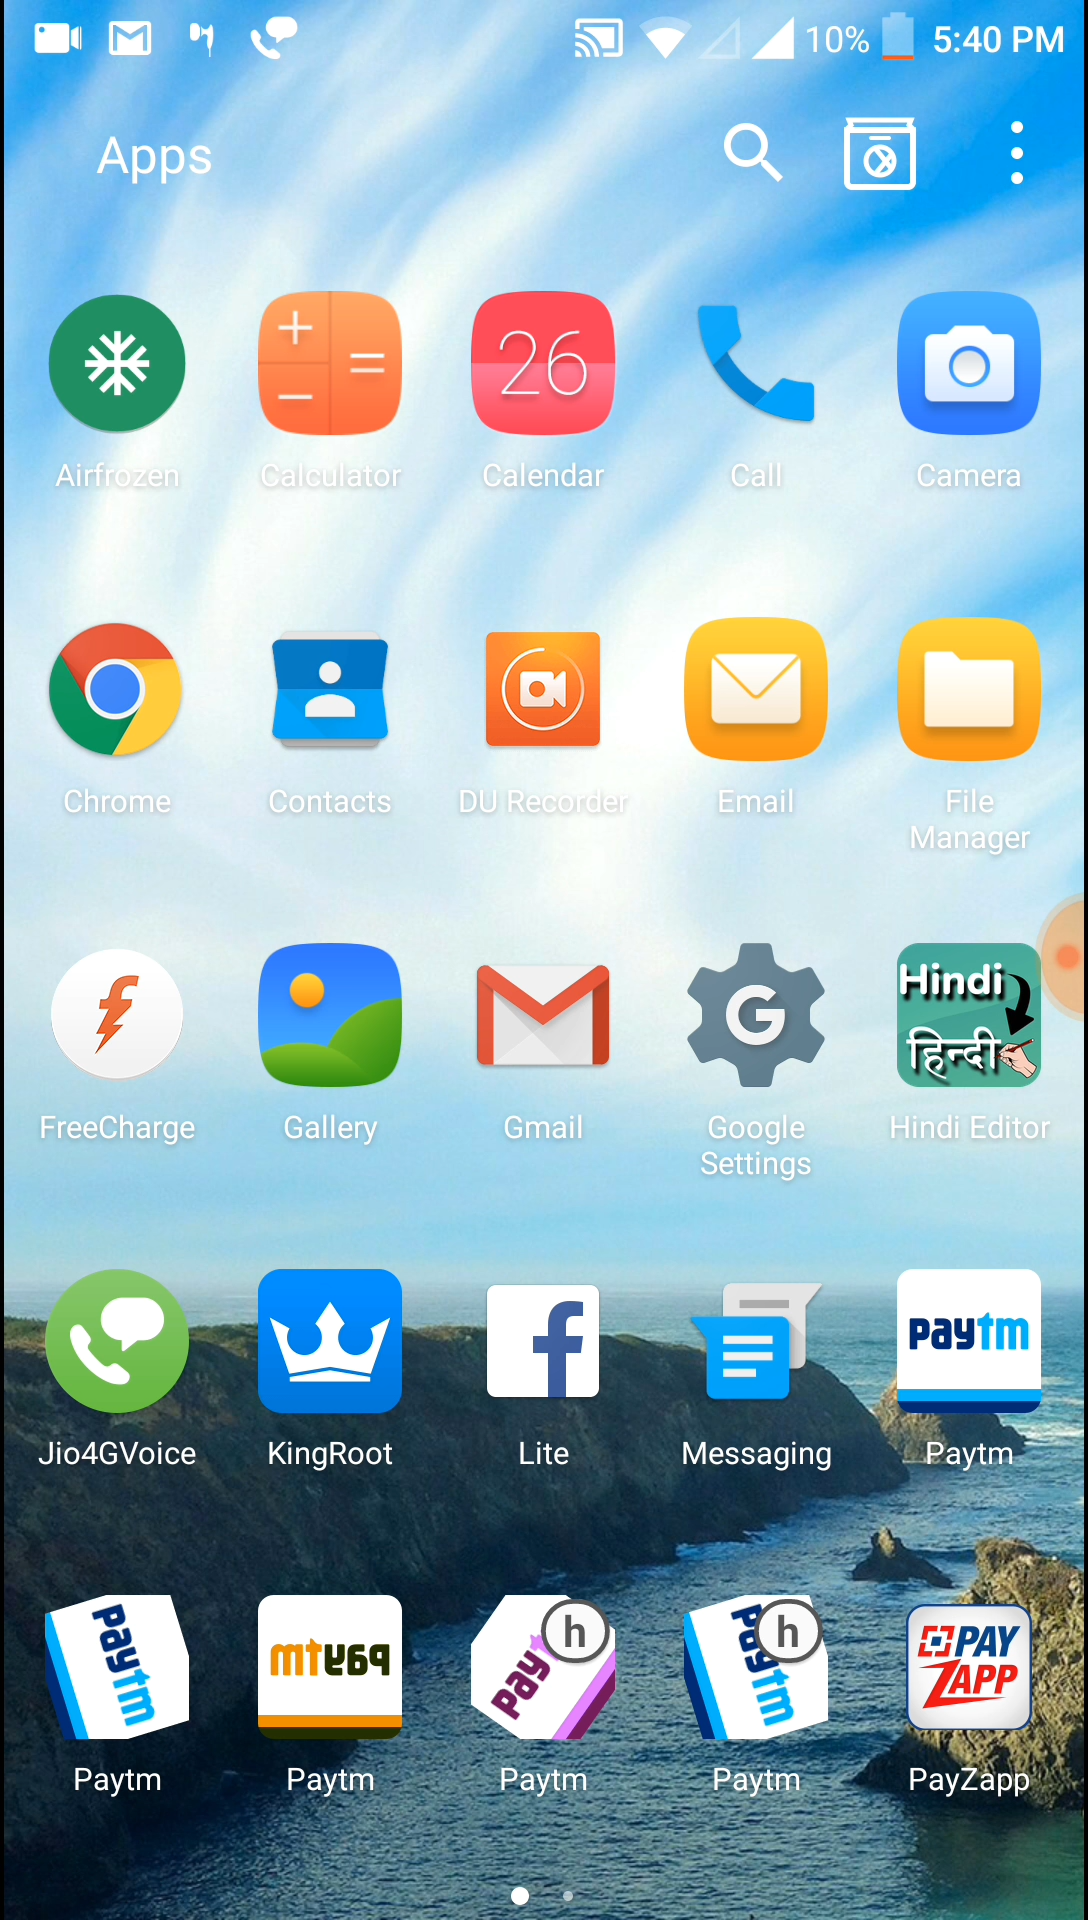 10% 5:40 PM
Apps
26
Airfrozen Calculator Calendar Call Camera
Chrome Contacts DU Recorder Email File
Manager
Hindi
हिन्दी
FreeCharge Gallery Gmail Google Hindi Editor
Settings
paytm
Jio4GVoice KingRoot Lite Messaging Paytm
paytm paytm payt h paytm h PAY
ZAPP
Paytm Paytm Paytm Paytm PayZapp